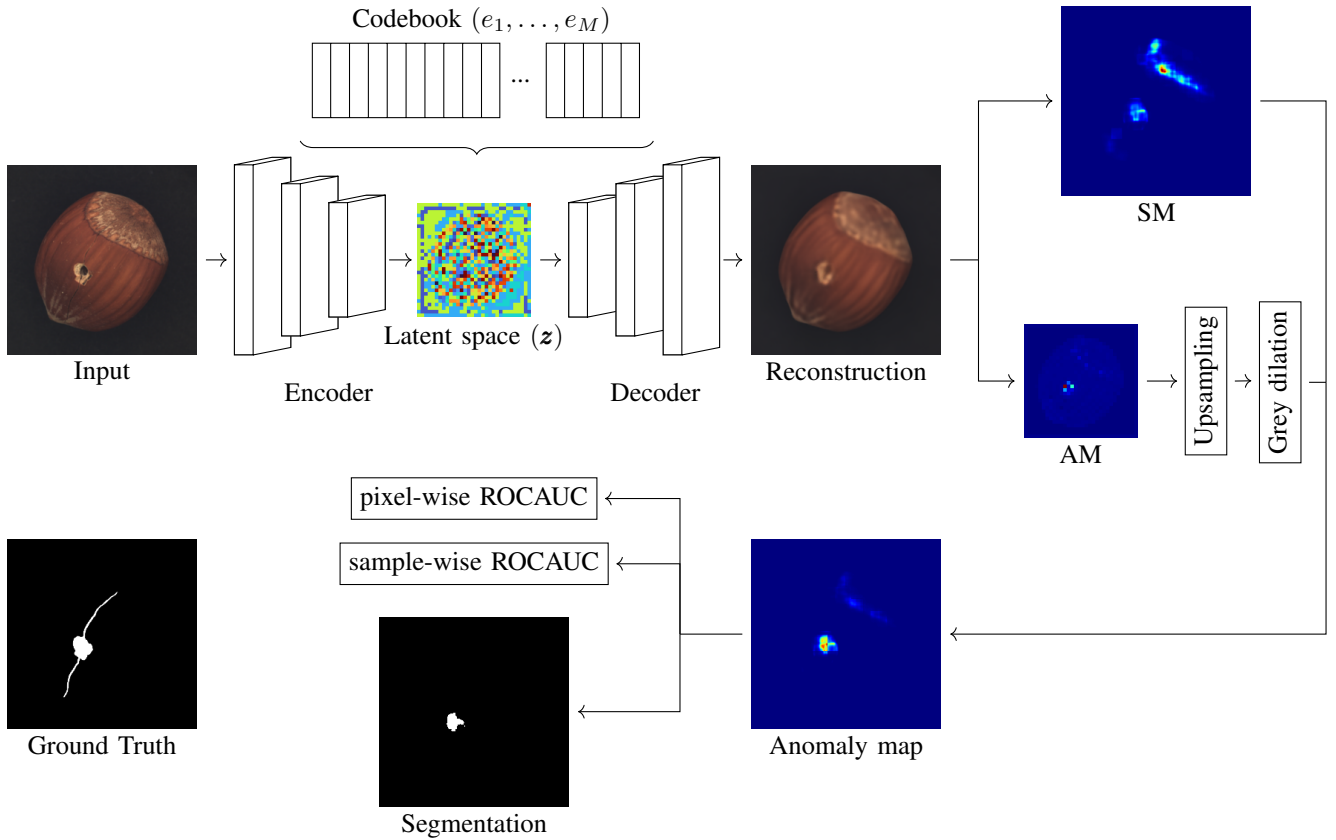 Codebook (e₁, . . . , e_M)
...
SM
Latent space (z)
Input
Reconstruction
Encoder
Decoder
AM
Upsampling
Grey dilation
pixel-wise ROCAUC
sample-wise ROCAUC
Ground Truth
Anomaly map
Segmentation